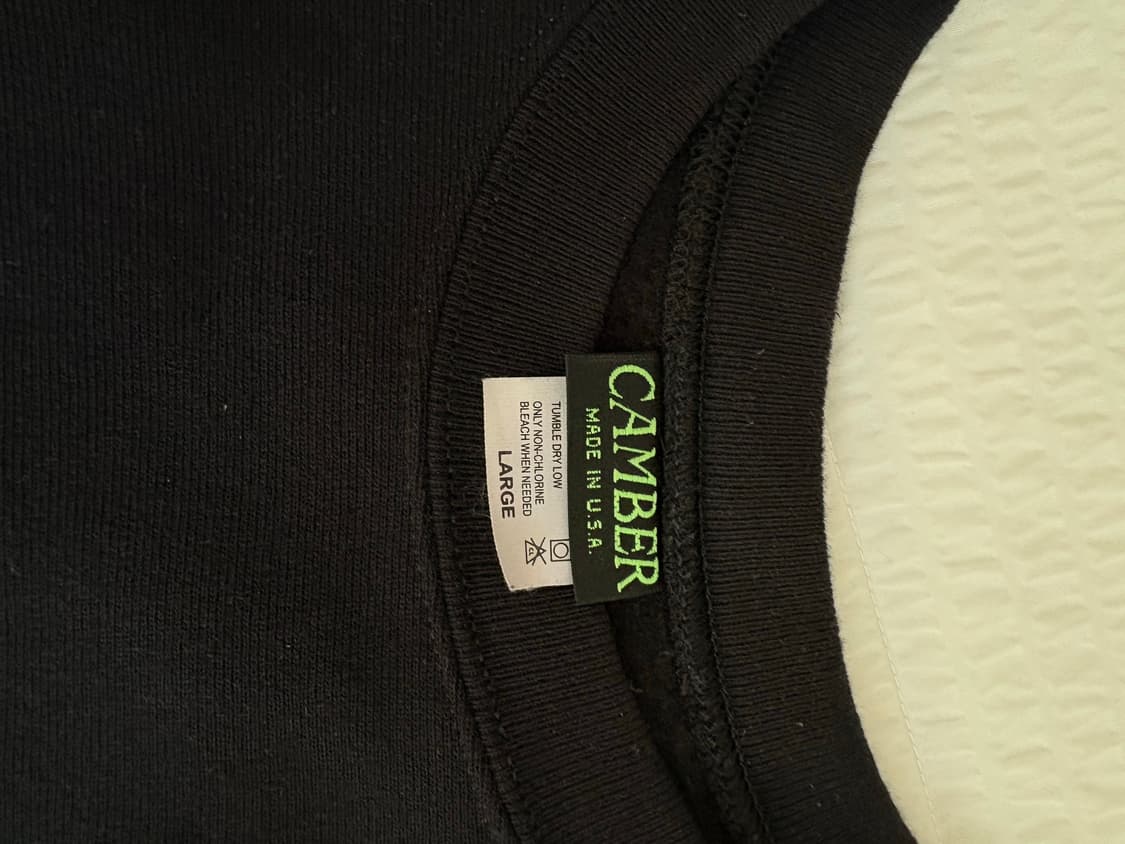 CAMBER
MADE IN U.S.A.
TUMBLE DRY LOW
ONLY NON-CHLORINE
BLEACH WHEN NEEDED
LARGE